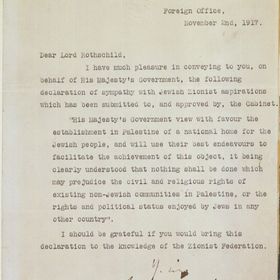 Foreign Office,
November 2nd, 1917.
Dear Lord Rothschild,
I have much pleasure in conveying to you, on
behalf of His Majesty's Government, the following
declaration of sympathy with Jewish Zionist aspirations
which has been submitted to, and approved by, the Cabinet.
"His Majesty's Government view with favour the
establishment in Palestine of a national home for the
Jewish people, and will use their best endeavours to
facilitate the achievement of this object, it being
clearly understood that nothing shall be done which
may prejudice the civil and religious rights of
existing non-Jewish communities in Palestine, or the
rights and political status enjoyed by Jews in any
other country".
I should be grateful if you would bring this
declaration to the knowledge of the Zionist Federation.